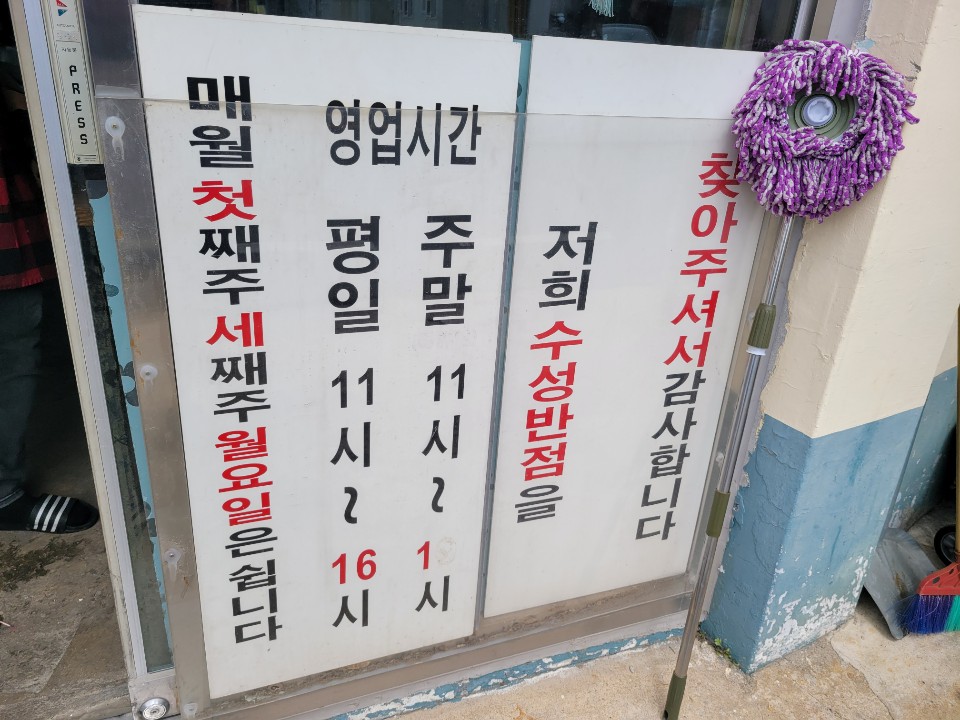 PRESS
매월 첫째주 세째주 월요일은 쉽니다
영업시간
평일 11시~16시
주말 11시~1시
저희 수성반점을
찾아주셔서 감사합니다